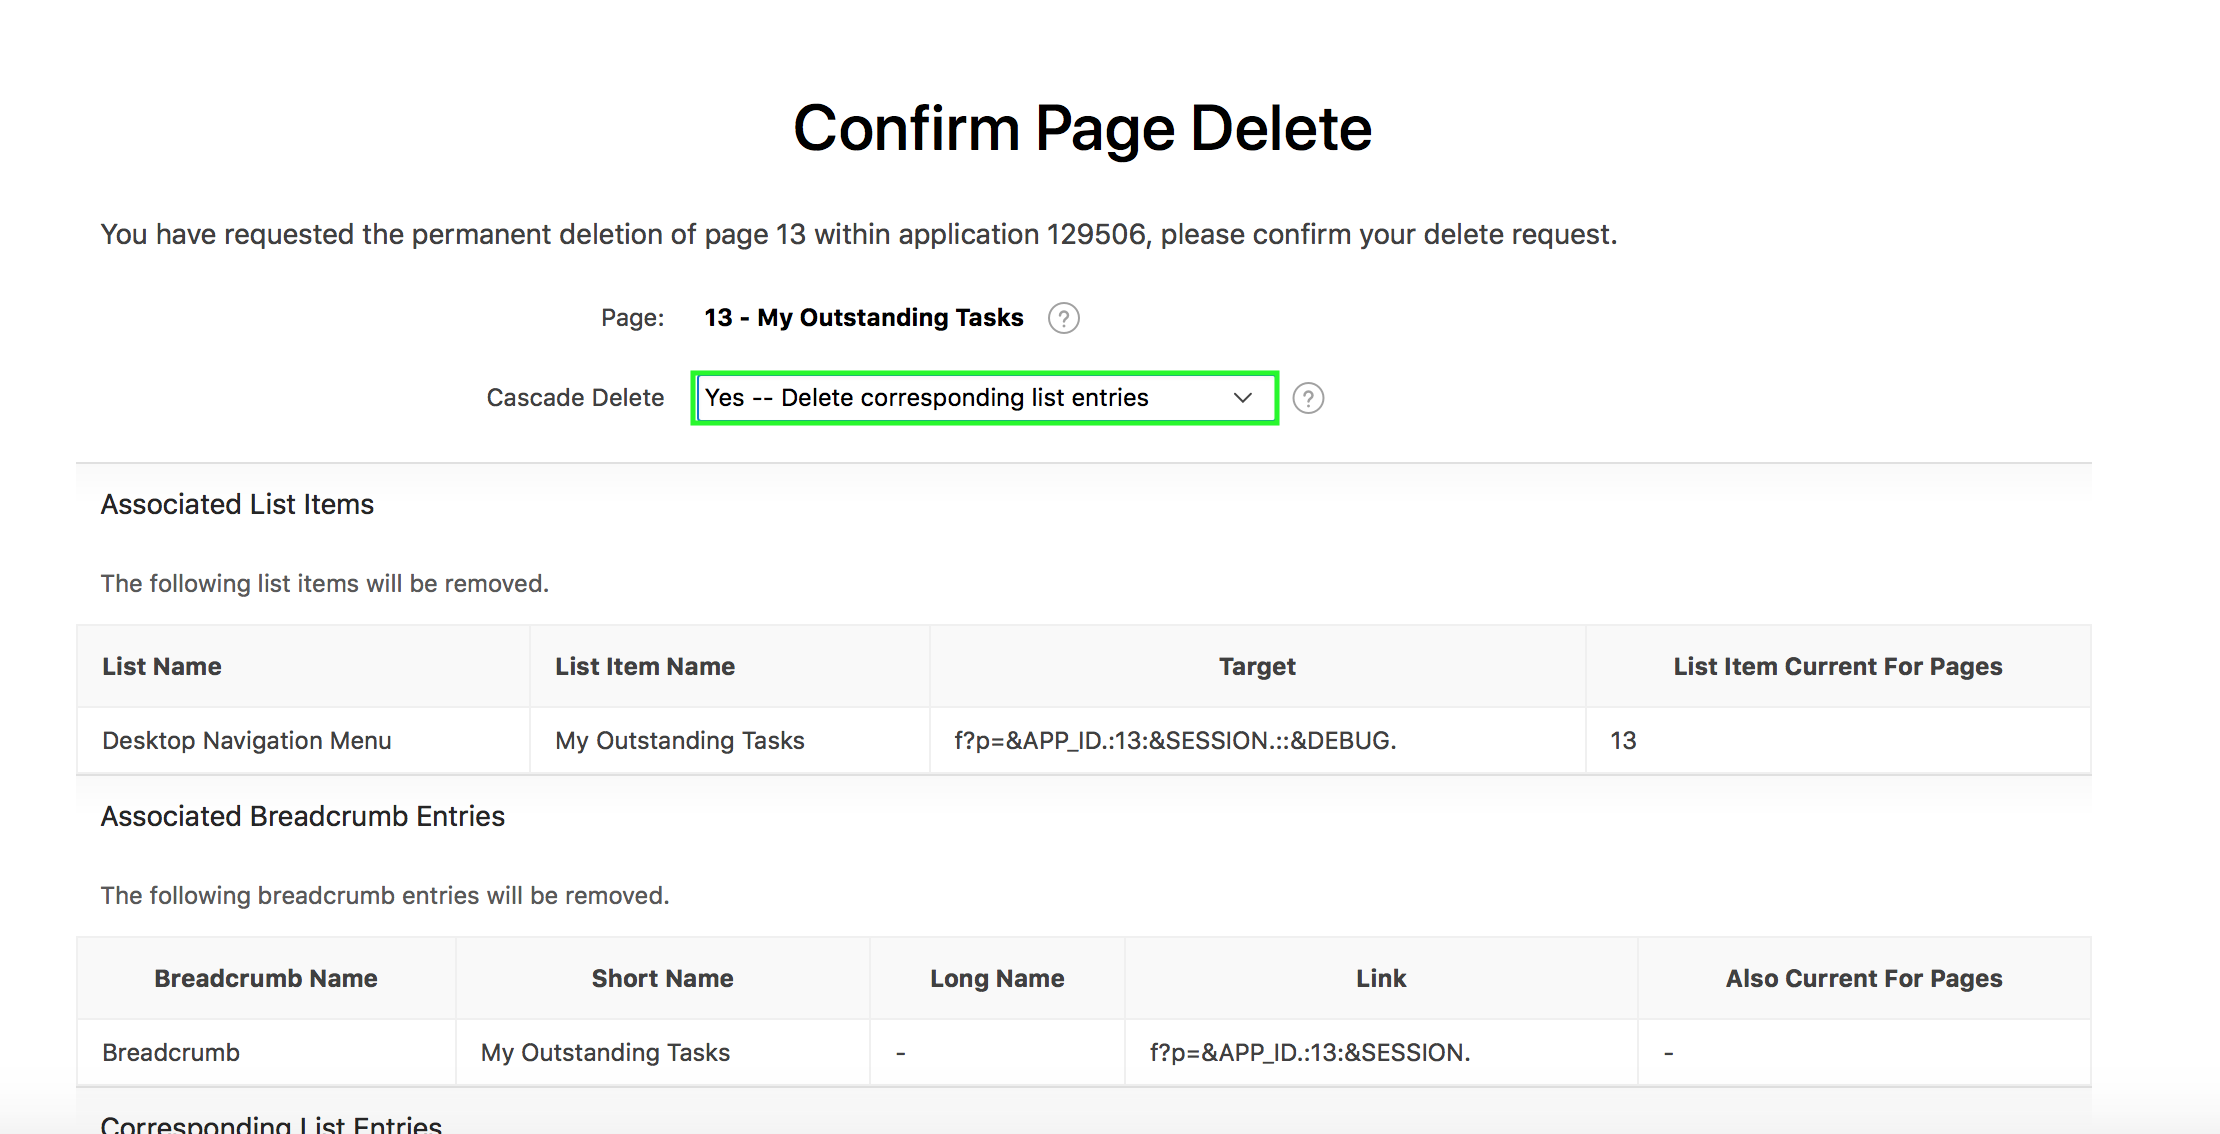 Confirm Page Delete
You have requested the permanent deletion of page 13 within application 129506, please confirm your delete request.
Page: 13 - My Outstanding Tasks ?
Cascade Delete Yes -- Delete corresponding list entries ?
Associated List Items
The following list items will be removed.
List Name List Item Name Target List Item Current For Pages
Desktop Navigation Menu My Outstanding Tasks f?p=&APP_ID.:13:&SESSION.::&DEBUG. 13
Associated Breadcrumb Entries
The following breadcrumb entries will be removed.
Breadcrumb Name Short Name Long Name Link Also Current For Pages
Breadcrumb My Outstanding Tasks - f?p=&APP_ID.:13:&SESSION. -
Corresponding List Entries